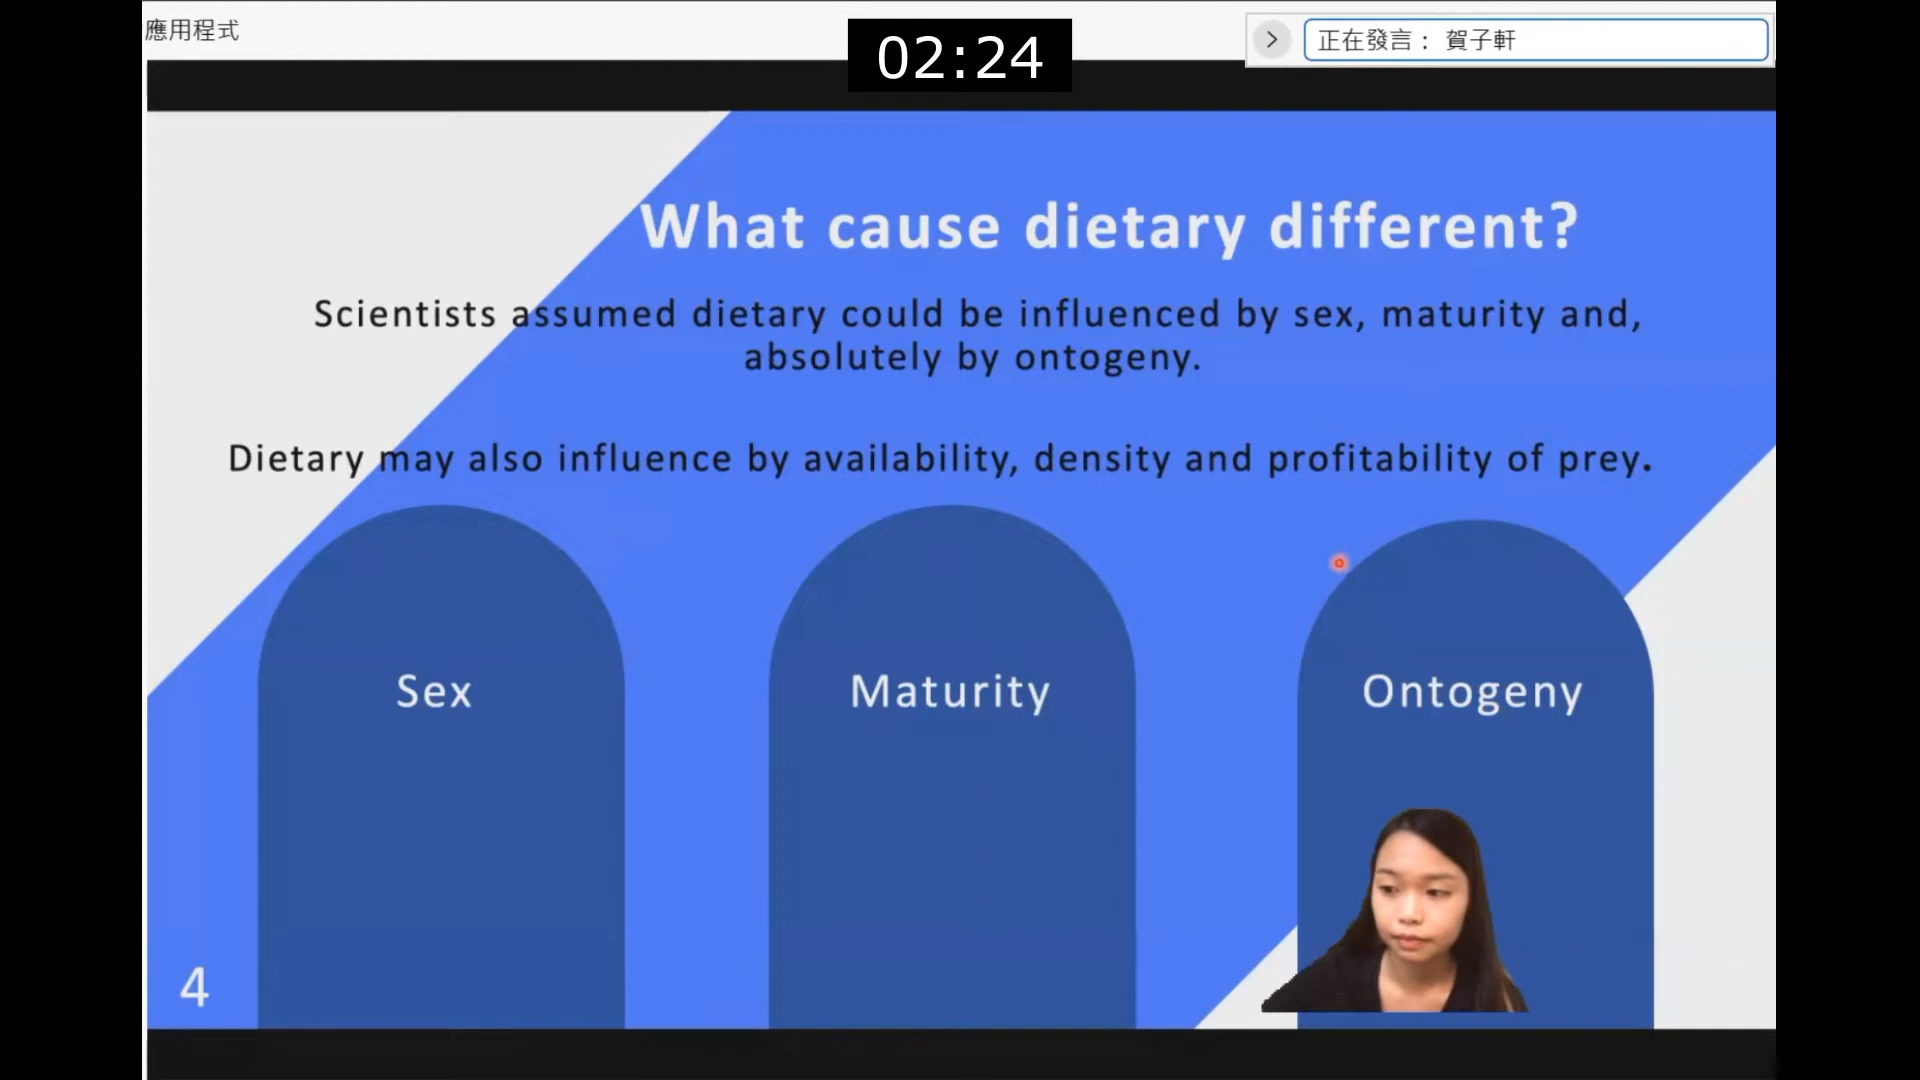 應用程式
02:24
正在發言： 賀子軒
What cause dietary different?
Scientists assumed dietary could be influenced by sex, maturity and,
absolutely by ontogeny.
Dietary may also influence by availability, density and profitability of prey.
Sex
Maturity
Ontogeny
4